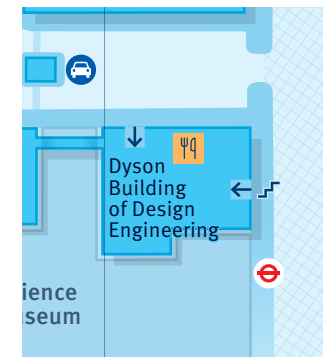 Dyson
Building
of Design
Engineering
ience
seum